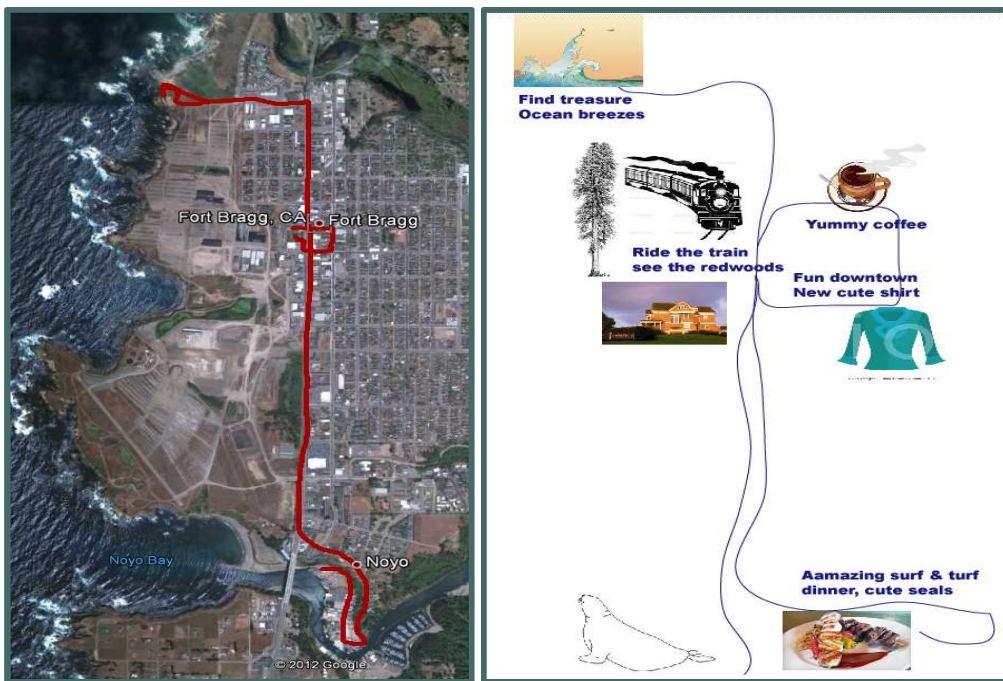 Fort Bragg, CA
Fort Bragg
Noyo Bay
Noyo
© 2012 Google
Find treasure
Ocean breezes
Yummy coffee
Ride the train
see the redwoods
Fun downtown
New cute shirt
Aamazing surf & turf
dinner, cute seals